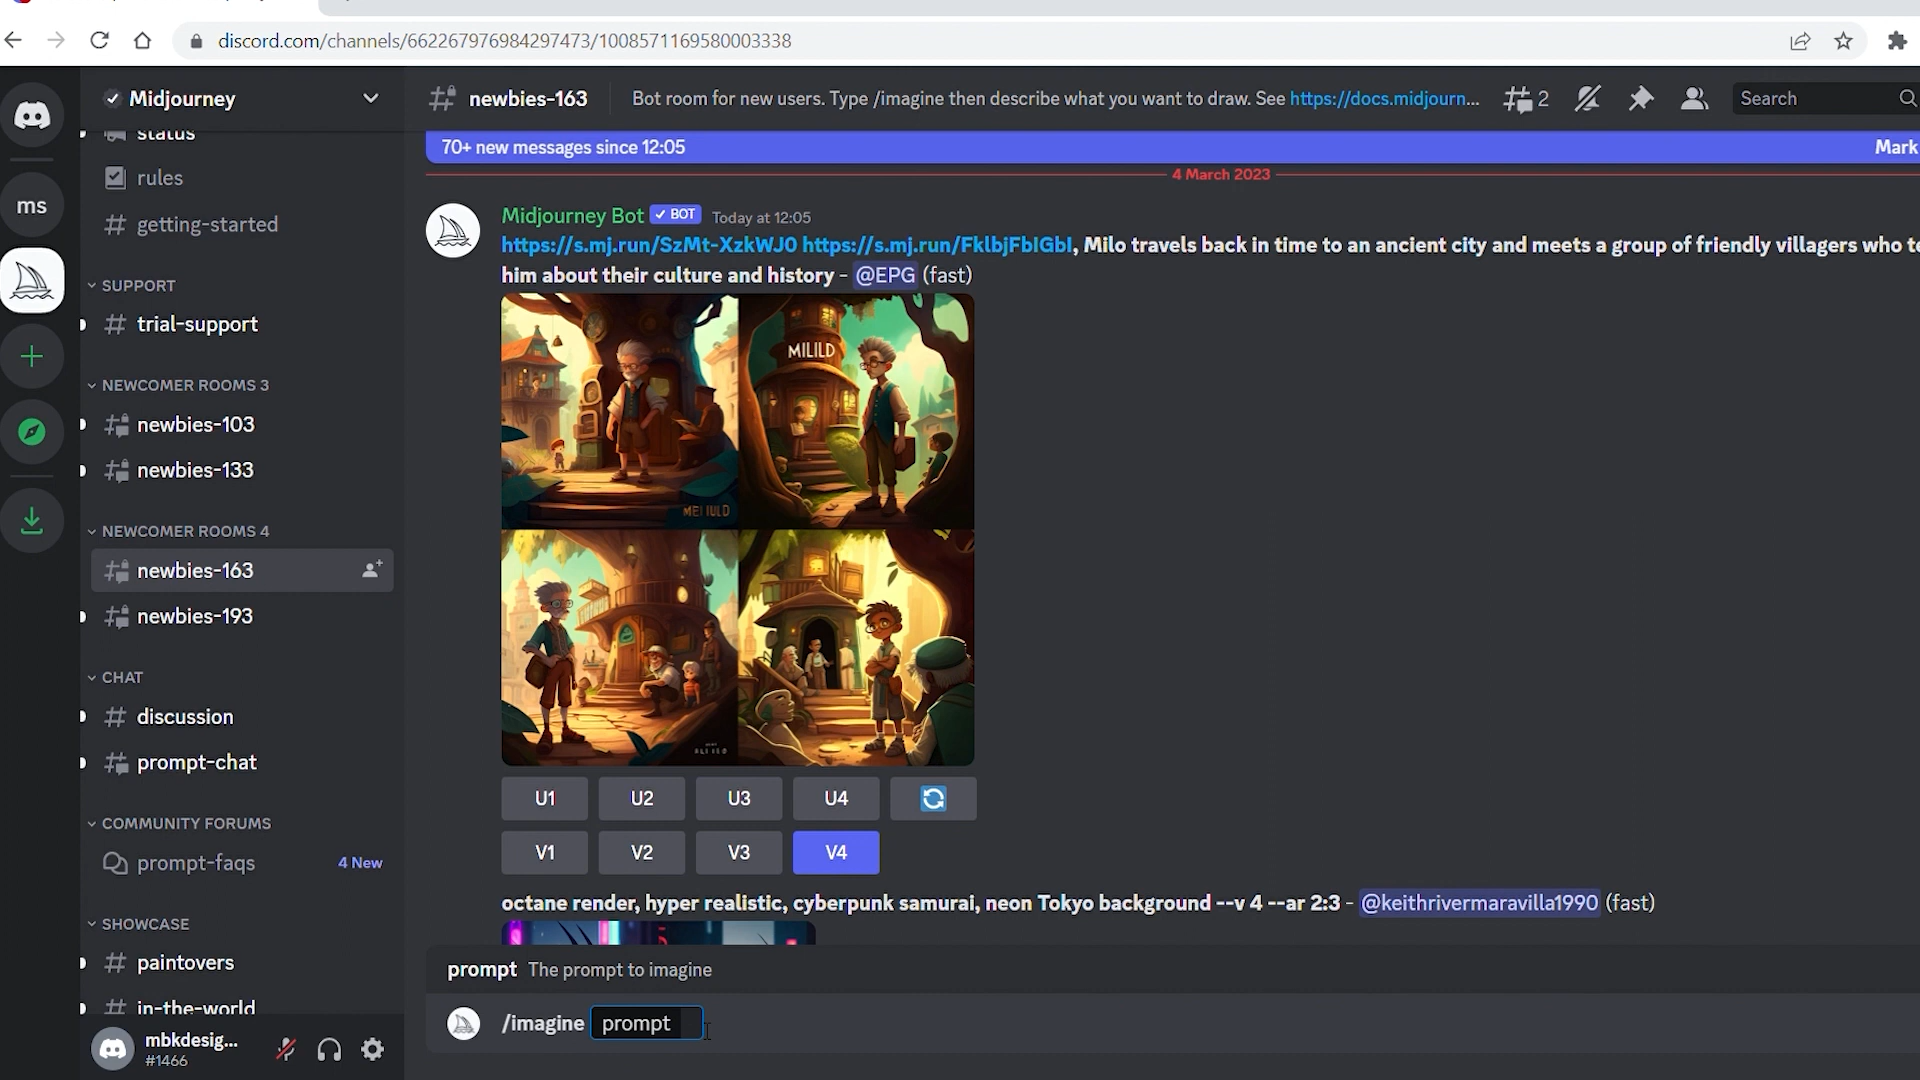 discord.com/channels/662267976984297473/1008571169580003338
Midjourney
newbies-163
Bot room for new users. Type /imagine then describe what you want to draw. See https://docs.midjourn...
2
Search
status
rules
getting-started
SUPPORT
trial-support
NEWCOMER ROOMS 3
newbies-103
newbies-133
NEWCOMER ROOMS 4
newbies-163
newbies-193
CHAT
discussion
prompt-chat
COMMUNITY FORUMS
prompt-faqs
4 New
SHOWCASE
paintovers
in-the-world
mbkdesig...
#1466
ms
70+ new messages since 12:05
Mark
4 March 2023
Midjourney Bot
BOT
Today at 12:05
https://s.mj.run/SzMt-XzkWJ0 https://s.mj.run/FklbjFbIGbI, Milo travels back in time to an ancient city and meets a group of friendly villagers who te
him about their culture and history - @EPG (fast)
MILILD
U1
U2
U3
U4
V1
V2
V3
V4
octane render, hyper realistic, cyberpunk samurai, neon Tokyo background --v 4 --ar 2:3 - @keithrivermaravilla1990 (fast)
prompt The prompt to imagine
/imagine prompt